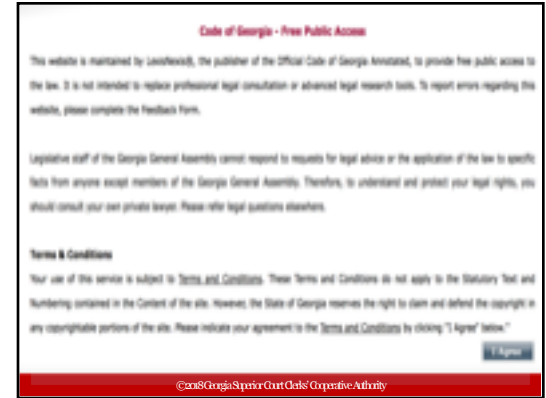 Code of Georgia - Free Public Access
This website is maintained by LexisNexis®, the publisher of the Official Code of Georgia Annotated, to provide free public access to
the law. It is not intended to replace professional legal consultation or advanced legal research tools. To report errors regarding this
website, please complete the Feedback Form.
Legislative staff of the Georgia General Assembly cannot respond to requests for legal advice or the application of the law to specific
facts from anyone except members of the Georgia General Assembly. Therefore, to understand and protect your legal rights, you
should consult your own private lawyer. Please refer legal questions elsewhere.
Terms & Conditions
Your use of this service is subject to Terms and Conditions. These Terms and Conditions do not apply to the Statutory Text and
Numbering contained in the Content of the site. However, the State of Georgia reserves the right to claim and defend the copyright in
any copyrightable portions of the site. Please indicate your agreement to the Terms and Conditions by clicking "I Agree" below."
I Agree
©2018 Georgia Superior Court Clerks' Cooperative Authority